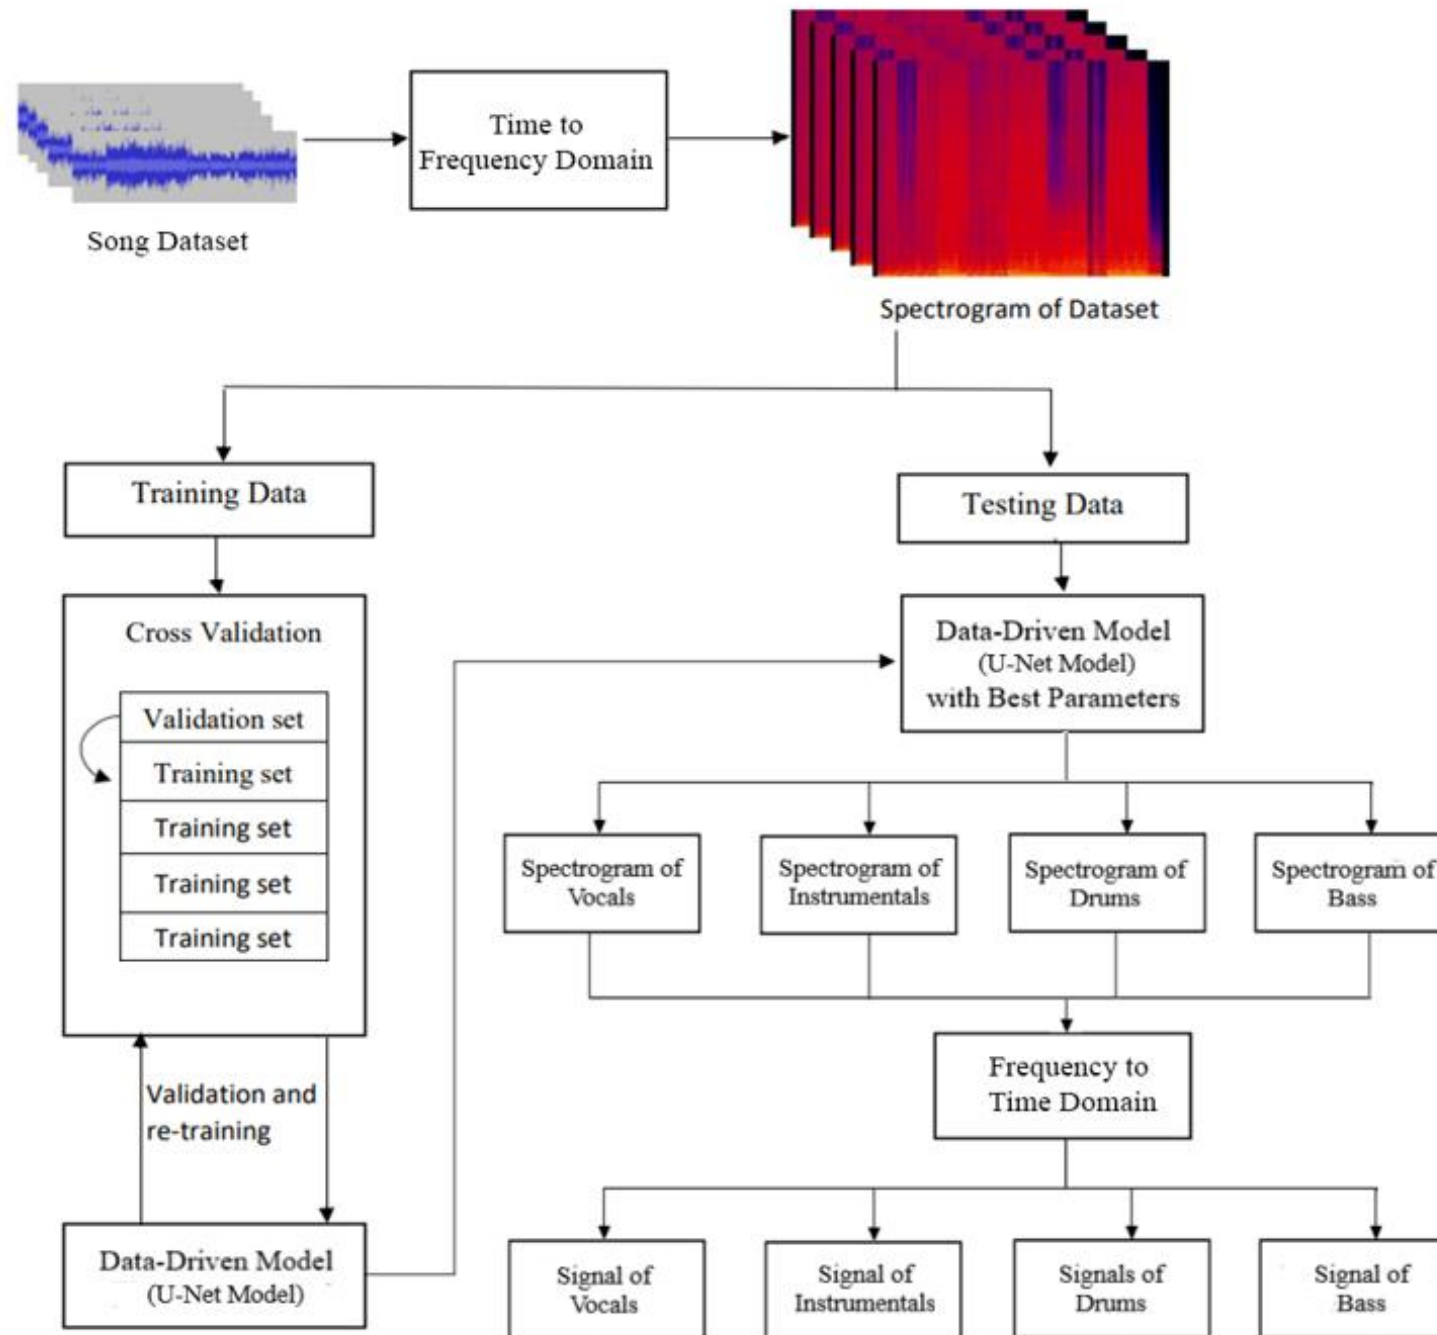 Time to
Frequency Domain
Song Dataset
Spectrogram of Dataset
Training Data
Testing Data
Cross Validation
Validation set
Training set
Training set
Training set
Training set
Data-Driven Model
(U-Net Model)
with Best Parameters
Spectrogram of
Vocals
Spectrogram of
Instrumentals
Spectrogram of
Drums
Spectrogram of
Bass
Frequency to
Time Domain
Validation and
re-training
Data-Driven Model
(U-Net Model)
Signal of
Vocals
Signal of
Instrumentals
Signals of
Drums
Signal of
Bass